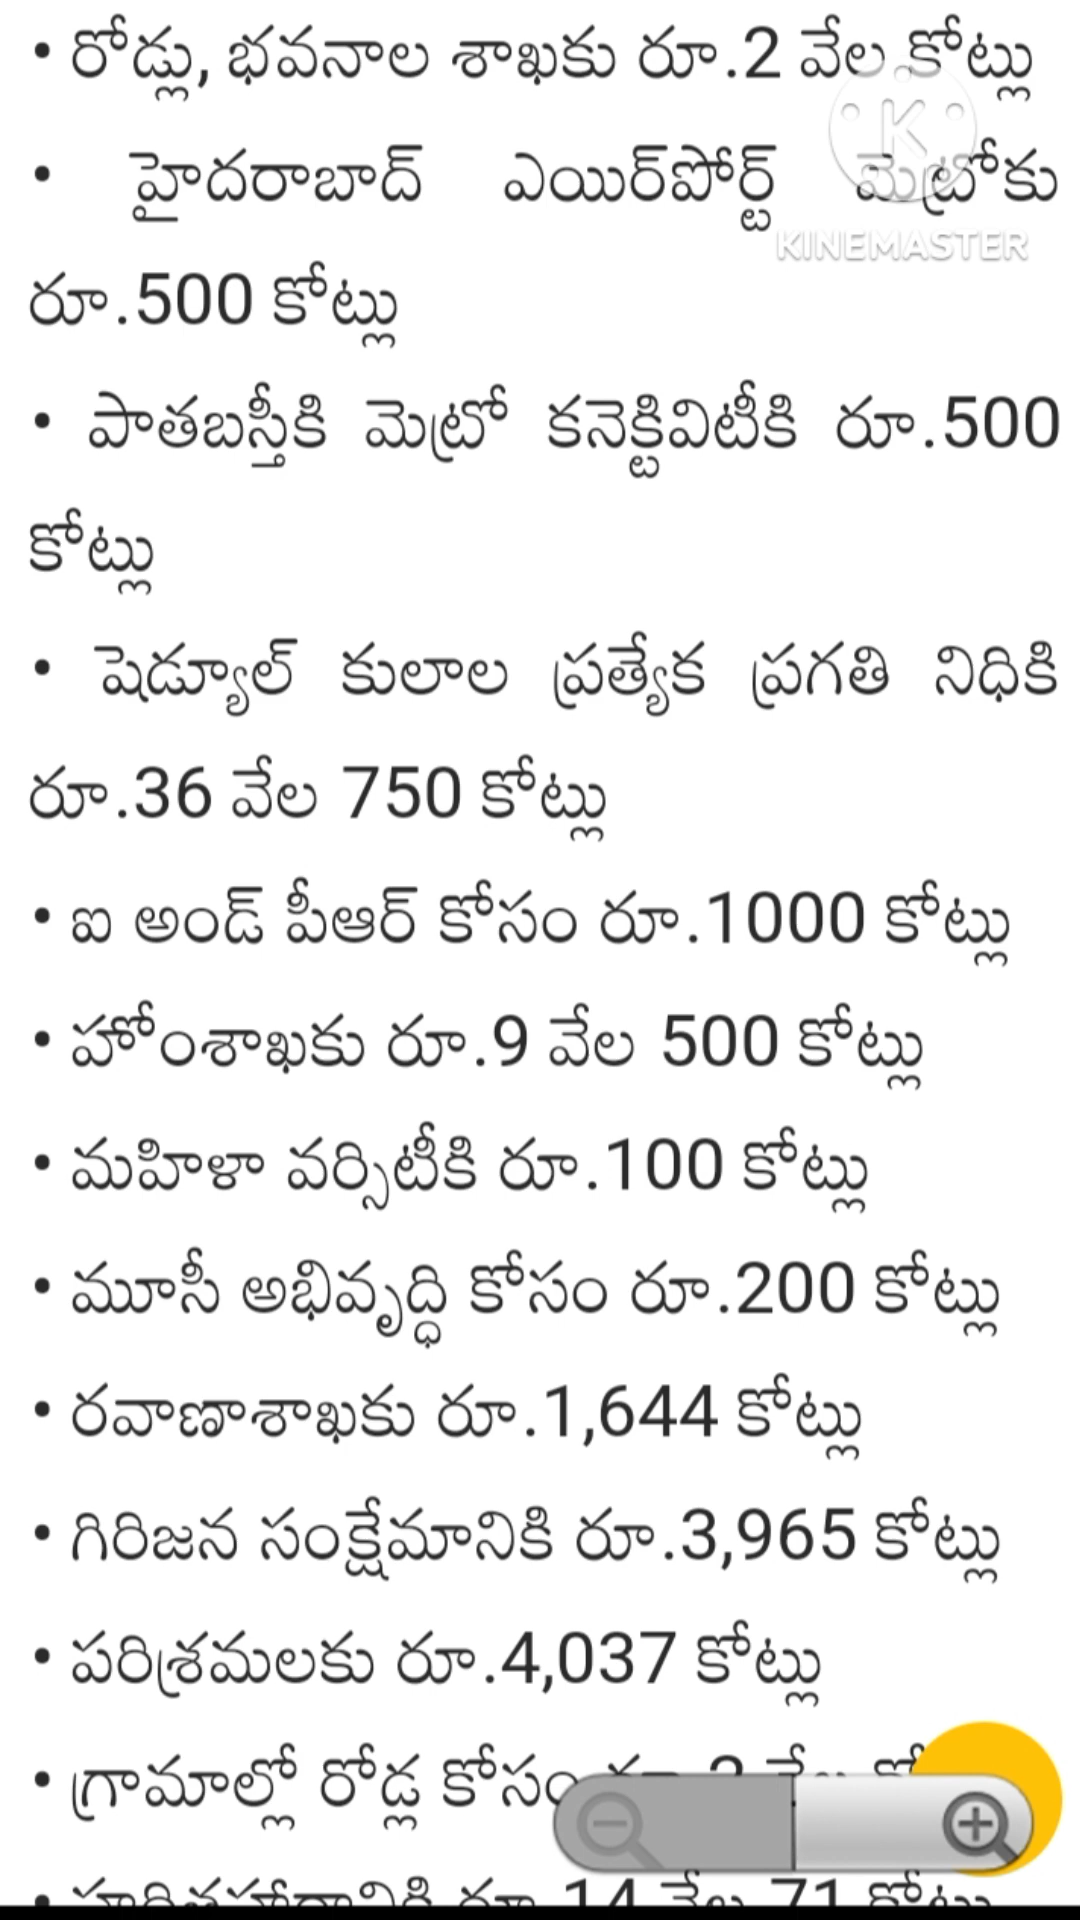 • రోడ్లు, భవనాల శాఖకు రూ.2 వేల కోట్లు
• హైదరాబాద్ ఎయిర్‌పోర్ట్ మెట్రోకు
K
KINEMASTER
రూ.500 కోట్లు
• పాతబస్తీకి మెట్రో కనెక్టివిటీకి రూ.500
కోట్లు
• షెడ్యూల్ కులాల ప్రత్యేక ప్రగతి నిధికి
రూ.36 వేల 750 కోట్లు
• ఐ అండ్ పీఆర్ కోసం రూ.1000 కోట్లు
• హోంశాఖకు రూ.9 వేల 500 కోట్లు
• మహిళా వర్సిటీకి రూ.100 కోట్లు
• మూసీ అభివృద్ధి కోసం రూ.200 కోట్లు
• రవాణాశాఖకు రూ.1,644 కోట్లు
• గిరిజన సంక్షేమానికి రూ.3,965 కోట్లు
• పరిశ్రమలకు రూ.4,037 కోట్లు
• గ్రామాల్లో రోడ్ల కోసం